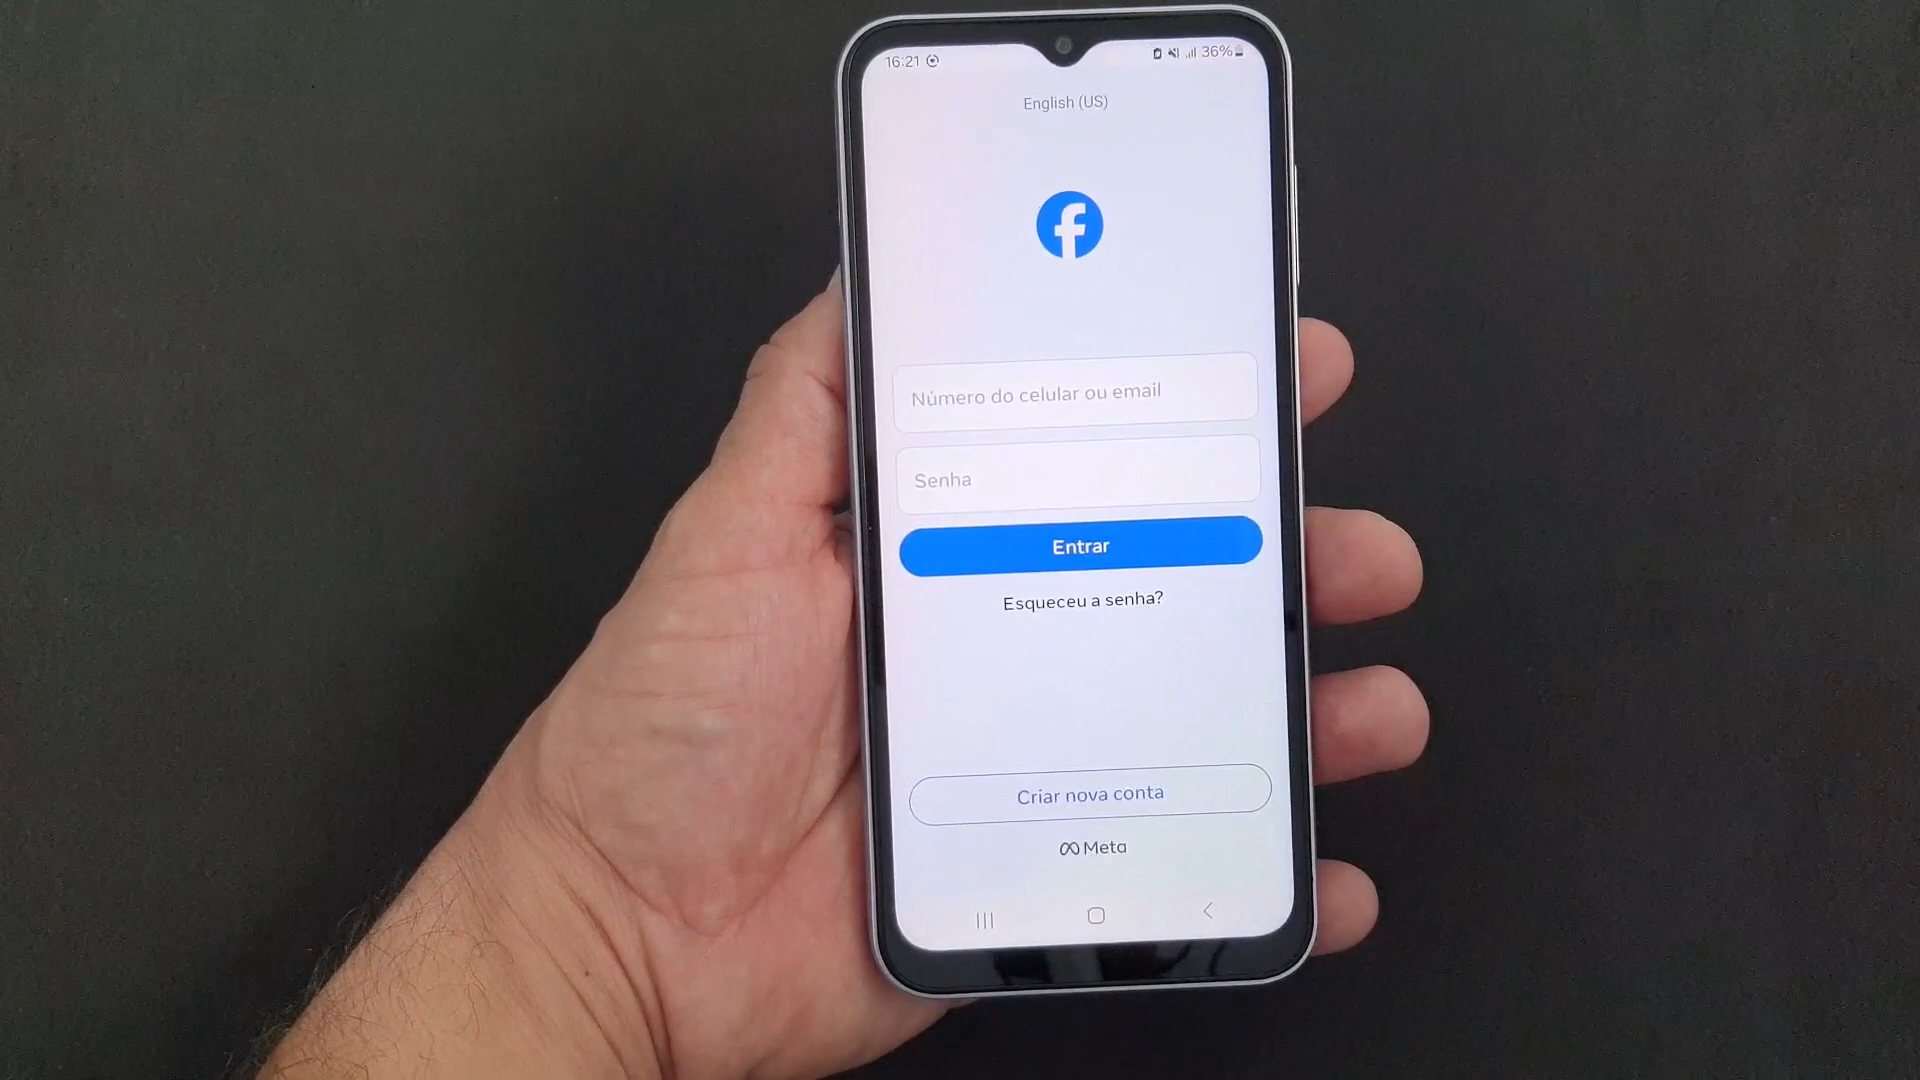 16:21 36%
English (US)
Número do celular ou email
Senha
Entrar
Esqueceu a senha?
Criar nova conta
Meta